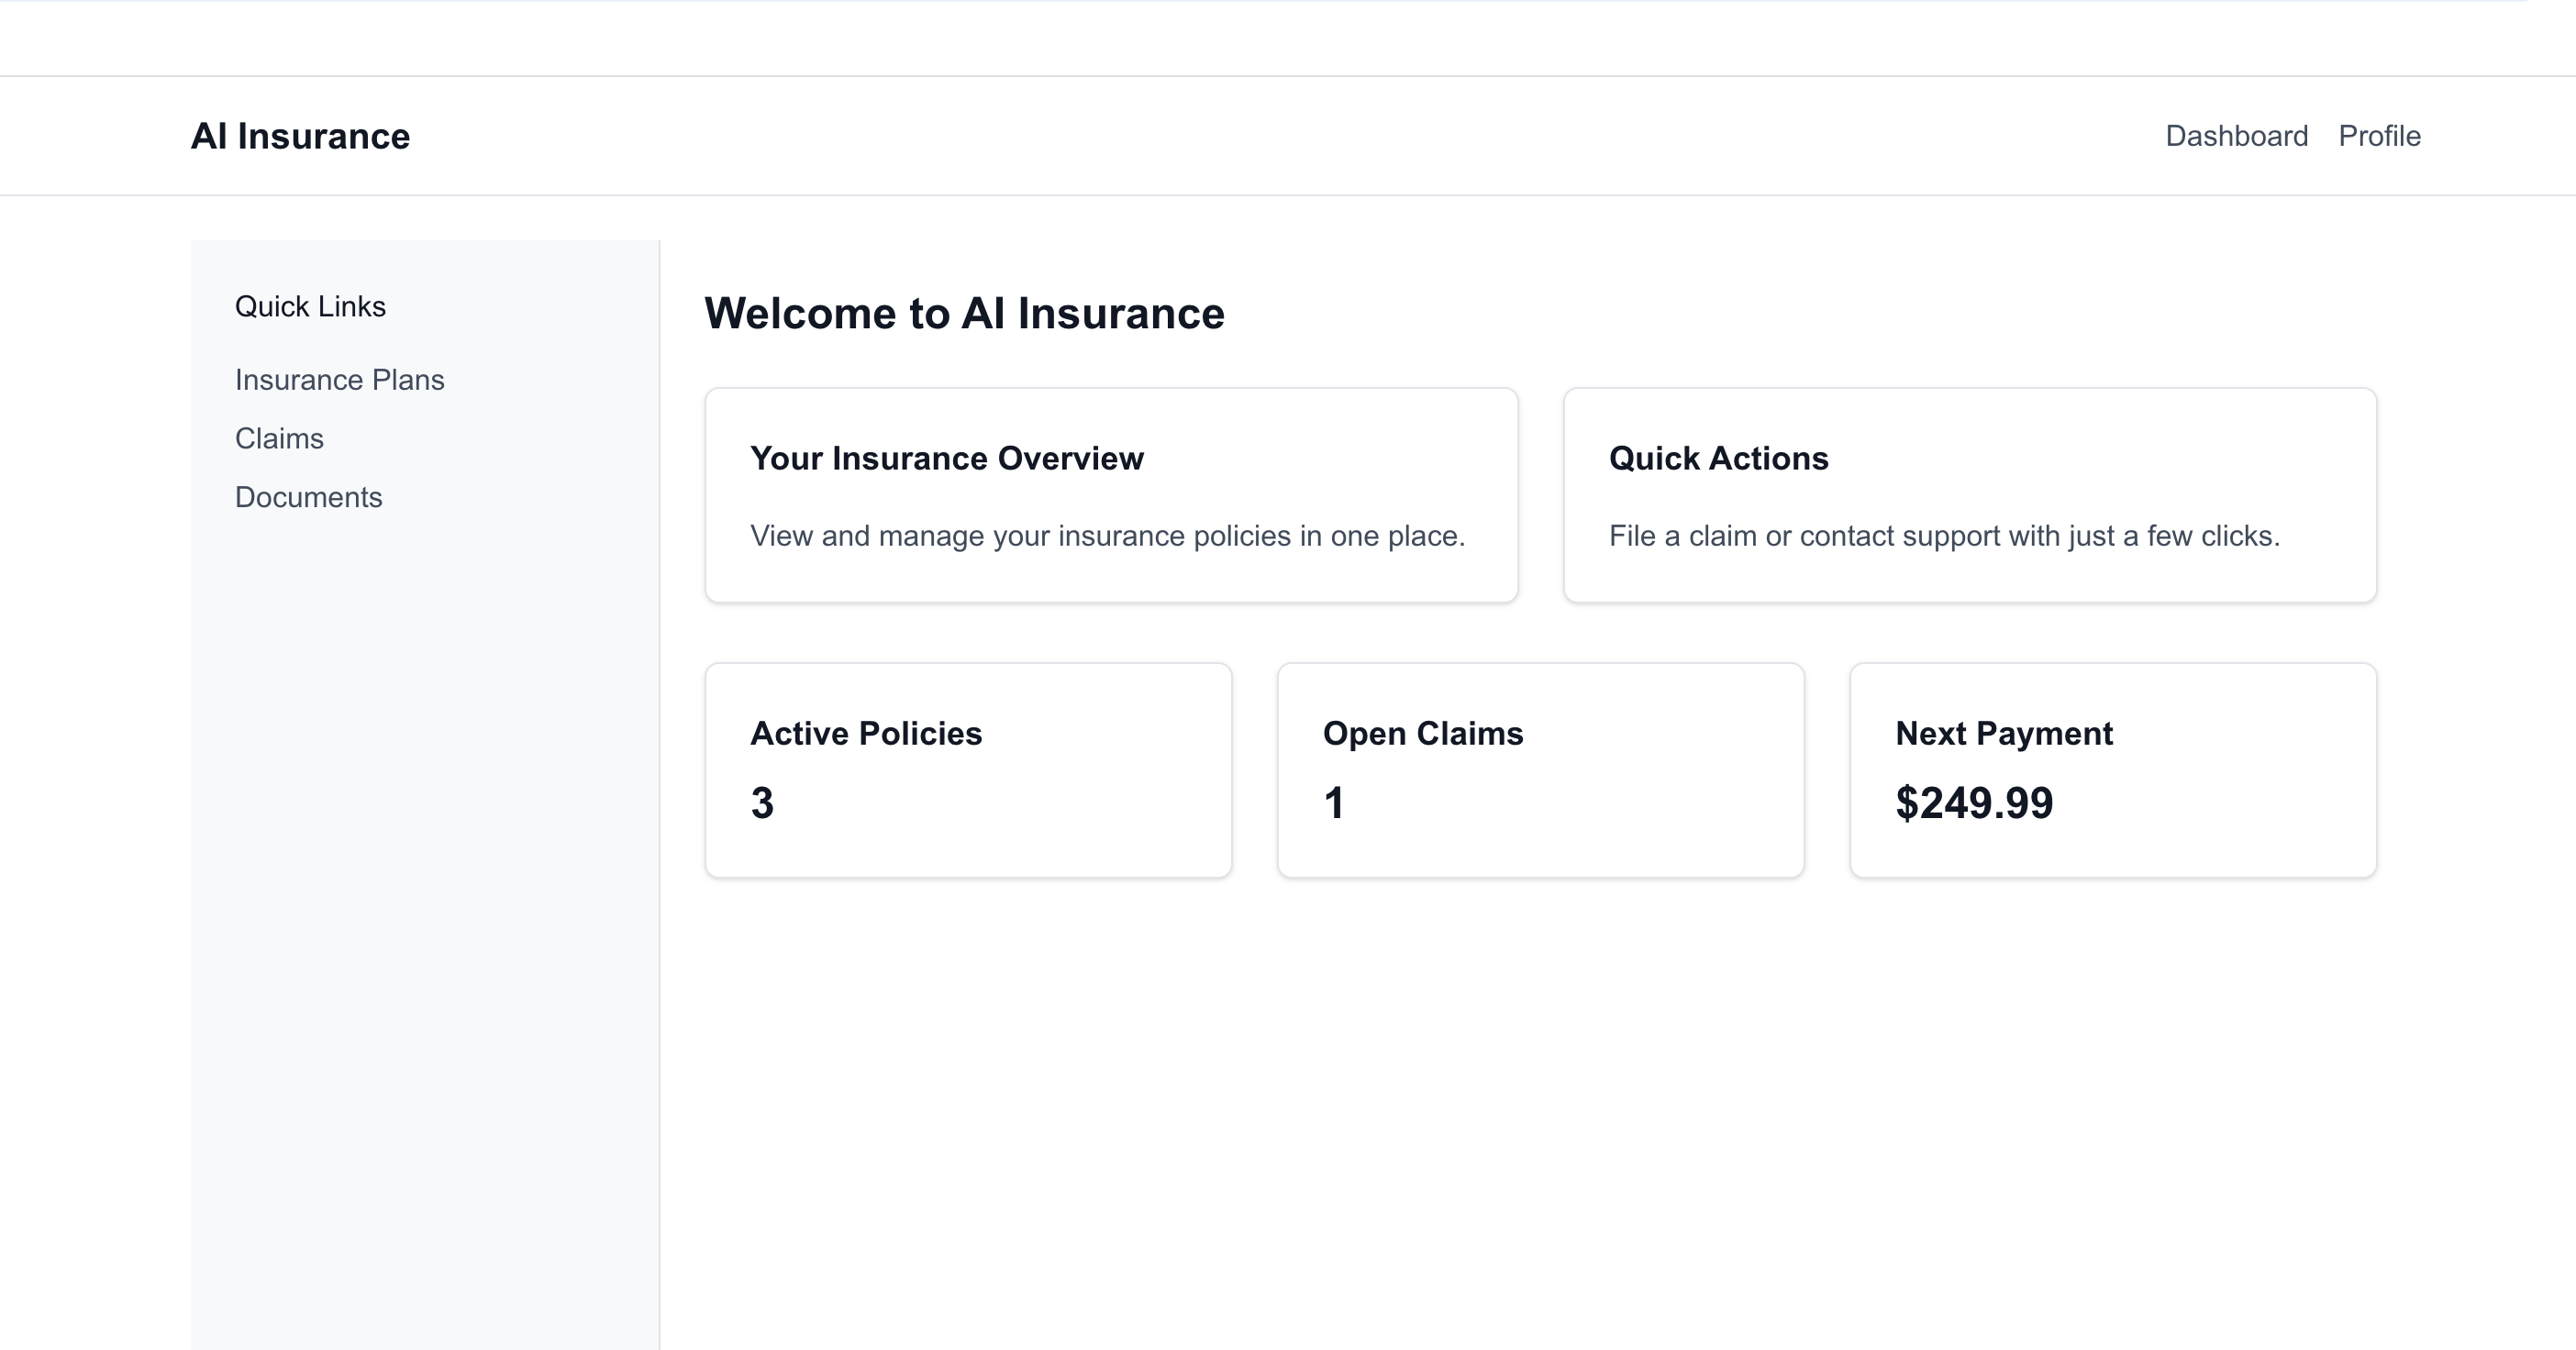 AI Insurance
Dashboard Profile
Quick Links
Insurance Plans
Claims
Documents
Welcome to AI Insurance
Your Insurance Overview
View and manage your insurance policies in one place.
Quick Actions
File a claim or contact support with just a few clicks.
Active Policies
3
Open Claims
1
Next Payment
$249.99